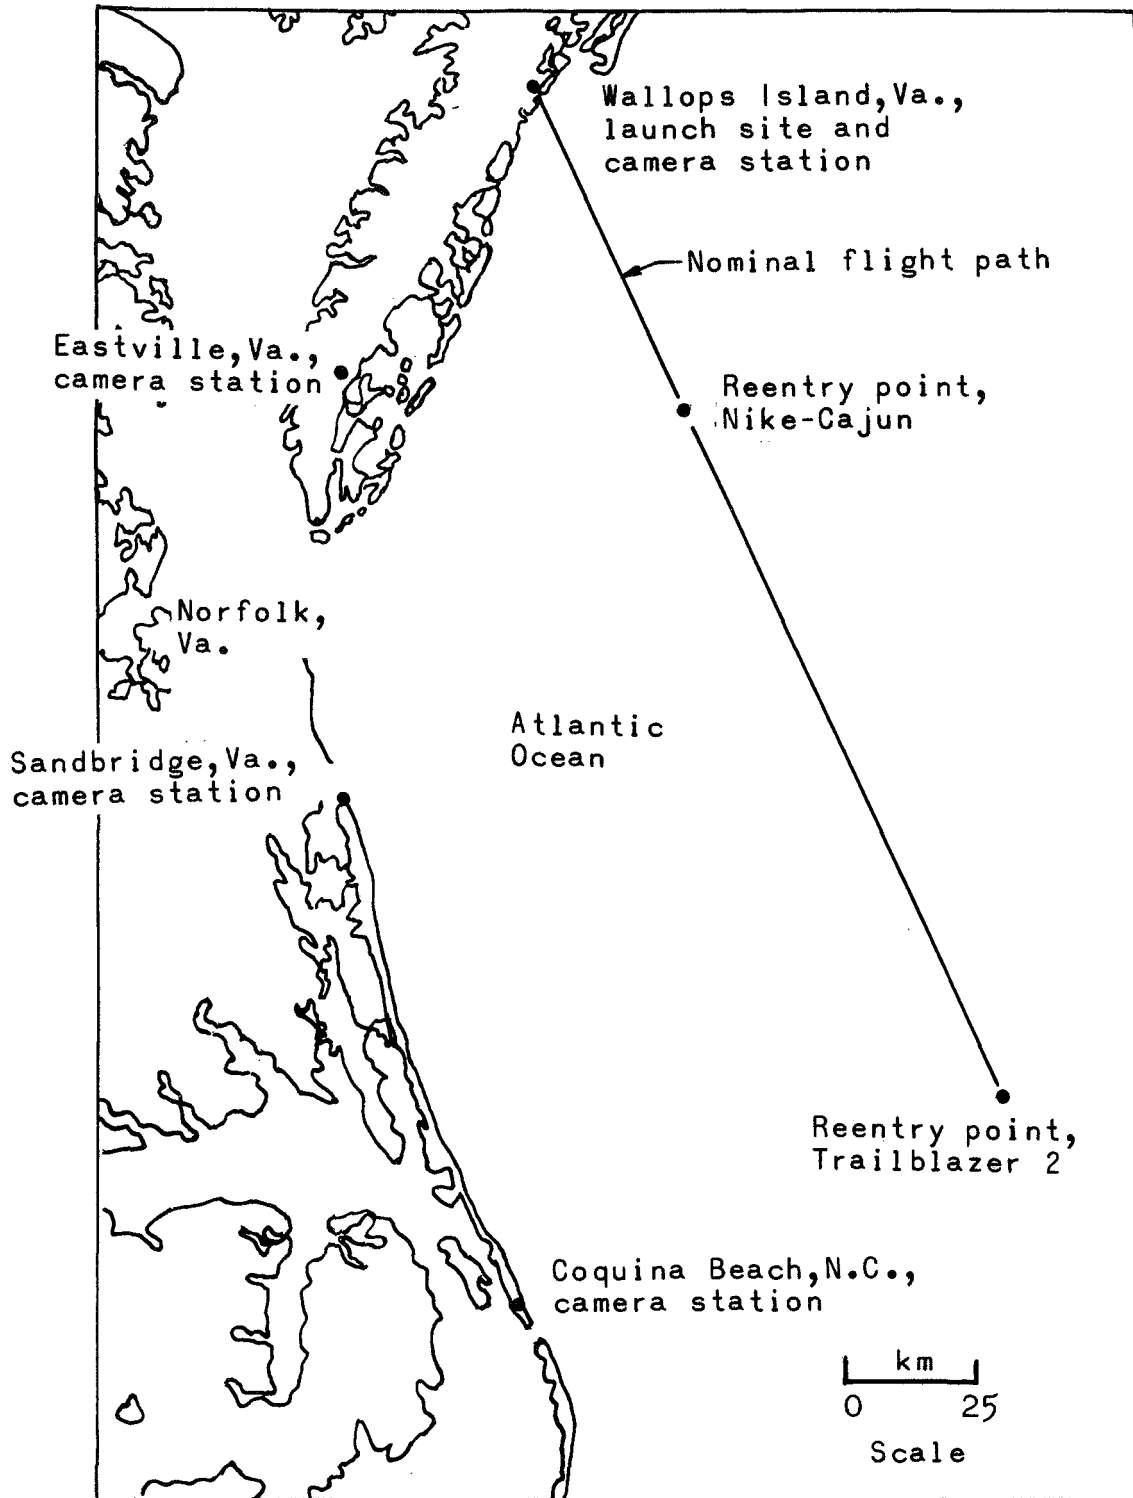 Wallops Island,Va.,
launch site and
camera station
Nominal flight path
Eastville,Va.,
camera station
Reentry point,
Nike-Cajun
Norfolk,
Va.
Atlantic
Ocean
Sandbridge,Va.,
camera station
Reentry point,
Trailblazer 2
Coquina Beach,N.C.,
camera station
km
0 25
Scale